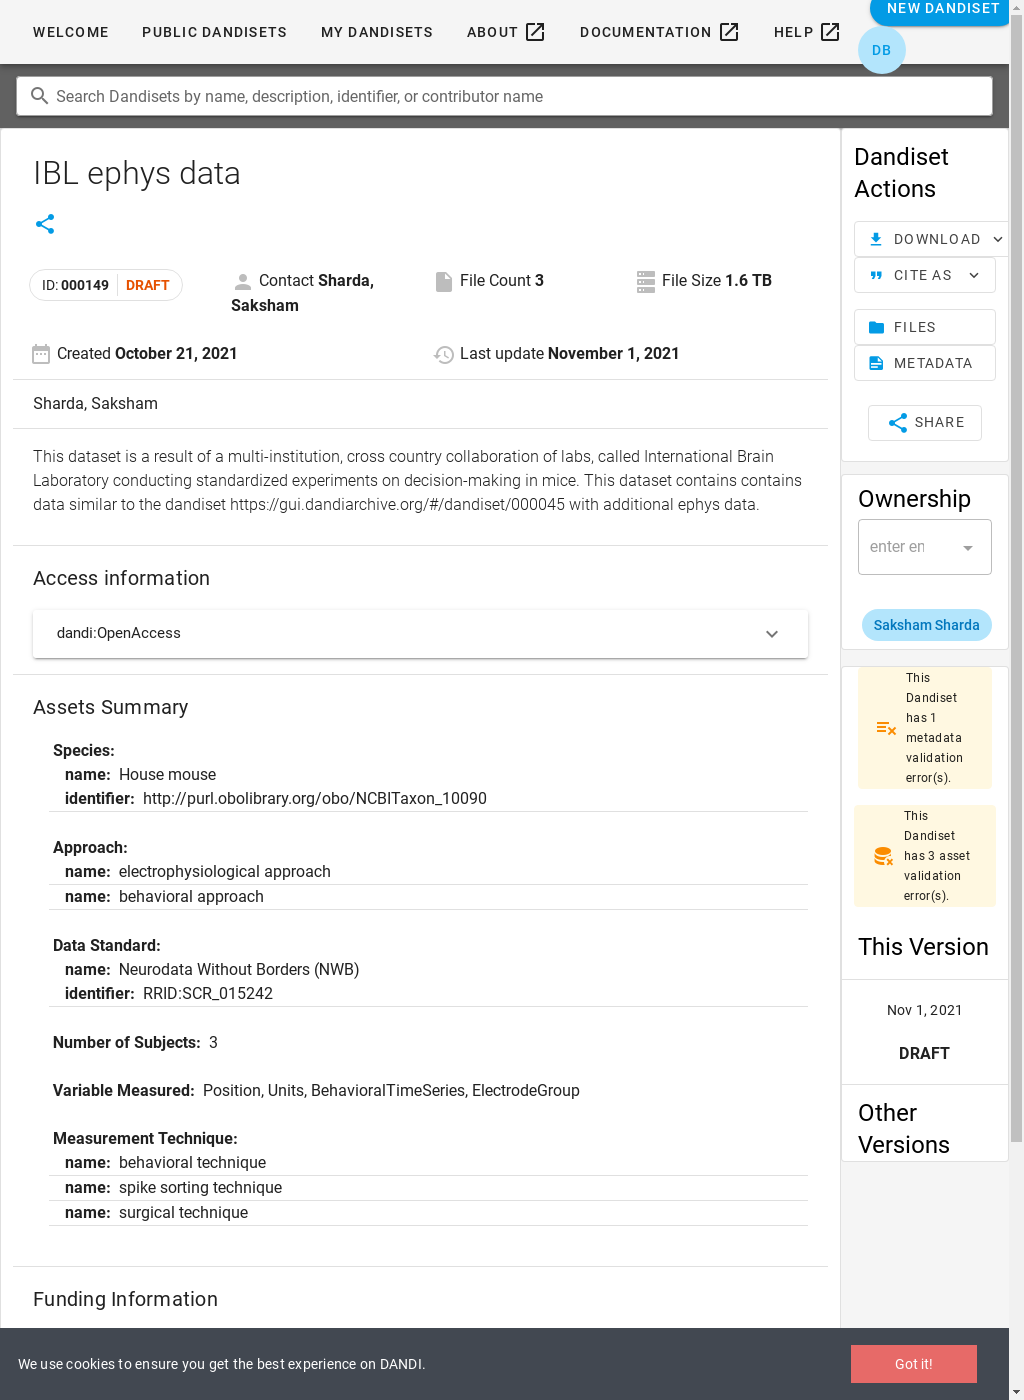 WELCOME
PUBLIC DANDISETS
MY DANDISETS
ABOUT
DOCUMENTATION
HELP
NEW DANDISET
DB
Search Dandisets by name, description, identifier, or contributor name
IBL ephys data
ID: 000149 DRAFT
Contact Sharda,
Saksham
File Count 3
File Size 1.6 TB
Created October 21, 2021
Last update November 1, 2021
Sharda, Saksham
This dataset is a result of a multi-institution, cross country collaboration of labs, called International Brain
Laboratory conducting standardized experiments on decision-making in mice. This dataset contains contains
data similar to the dandiset https://gui.dandiarchive.org/#/dandiset/000045 with additional ephys data.
Access information
dandi:OpenAccess
Assets Summary
Species:
name: House mouse
identifier: http://purl.obolibrary.org/obo/NCBITaxon_10090
Approach:
name: electrophysiological approach
name: behavioral approach
Data Standard:
name: Neurodata Without Borders (NWB)
identifier: RRID:SCR_015242
Number of Subjects: 3
Variable Measured: Position, Units, BehavioralTimeSeries, ElectrodeGroup
Measurement Technique:
name: behavioral technique
name: spike sorting technique
name: surgical technique
Funding Information
Dandiset
Actions
DOWNLOAD
CITE AS
FILES
METADATA
SHARE
Ownership
enter en
Saksham Sharda
This
Dandiset
has 1
metadata
validation
error(s).
This
Dandiset
has 3 asset
validation
error(s).
This Version
Nov 1, 2021
DRAFT
Other
Versions
We use cookies to ensure you get the best experience on DANDI.
Got it!